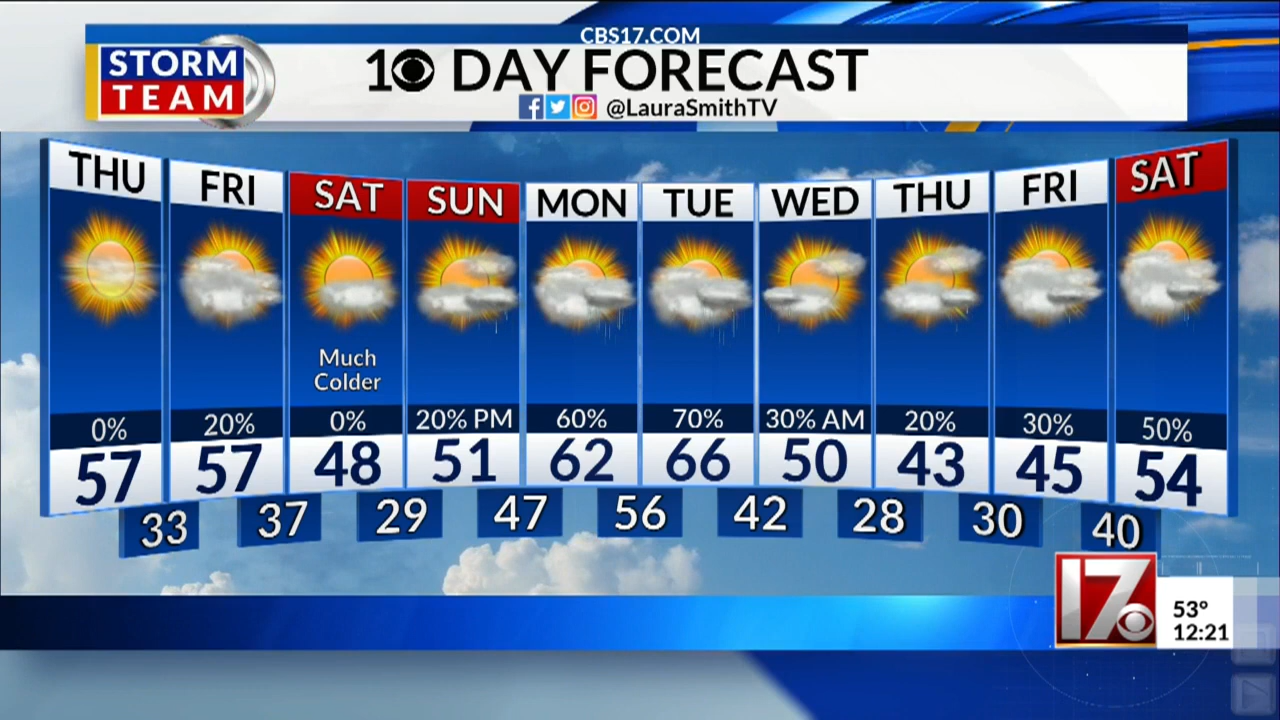 CBS17.COM
STORM
TEAM
10 DAY FORECAST
@LauraSmithTV
THU FRI SAT SUN MON TUE WED THU FRI SAT
Much
Colder
0% 20% 0% 20% PM 60% 70% 30% AM 20% 30% 50%
57 57 48 51 62 66 50 43 45 54
33 37 29 47 56 42 28 30 40
17
53°
12:21